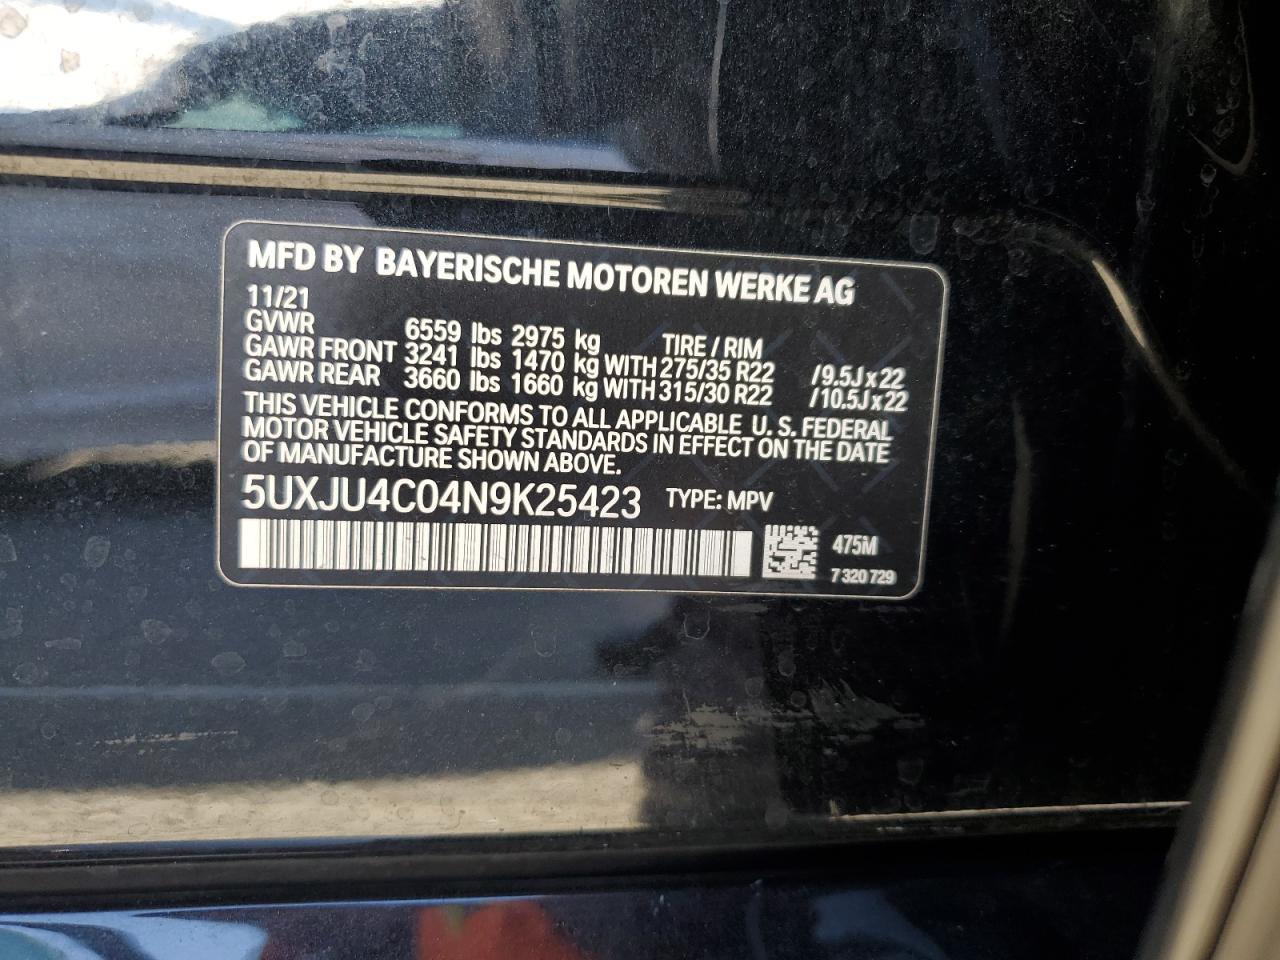 MFD BY BAYERISCHE MOTOREN WERKE AG
11/21
GVWR 6559 lbs 2975 kg TIRE / RIM
GAWR FRONT 3241 lbs 1470 kg WITH 275/35 R22 /9.5J x 22
GAWR REAR 3660 lbs 1660 kg WITH 315/30 R22 /10.5J x 22
THIS VEHICLE CONFORMS TO ALL APPLICABLE U. S. FEDERAL
MOTOR VEHICLE SAFETY STANDARDS IN EFFECT ON THE DATE
OF MANUFACTURE SHOWN ABOVE.
5UXJU4C04N9K25423 TYPE: MPV
475M
7 320 729